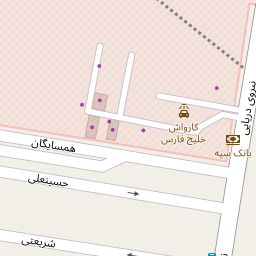 نیروی دریایی
کارواش
خلیج فارس
بانک سپه
همسایگان
حسینعلی
شریعتی